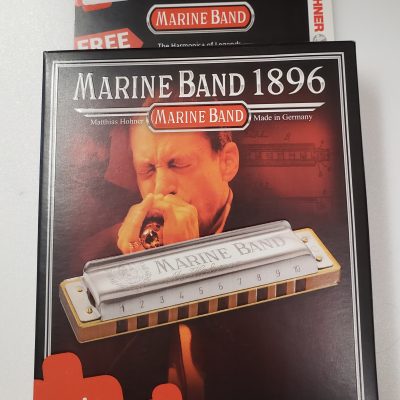 MARINE BAND
FREE
The Harmonica of Legends
HOHNER
MARINE BAND 1896
Matthias Hohner MARINE BAND Made in Germany
MARINE BAND
1 2 3 4 5 6 7 8 9 10